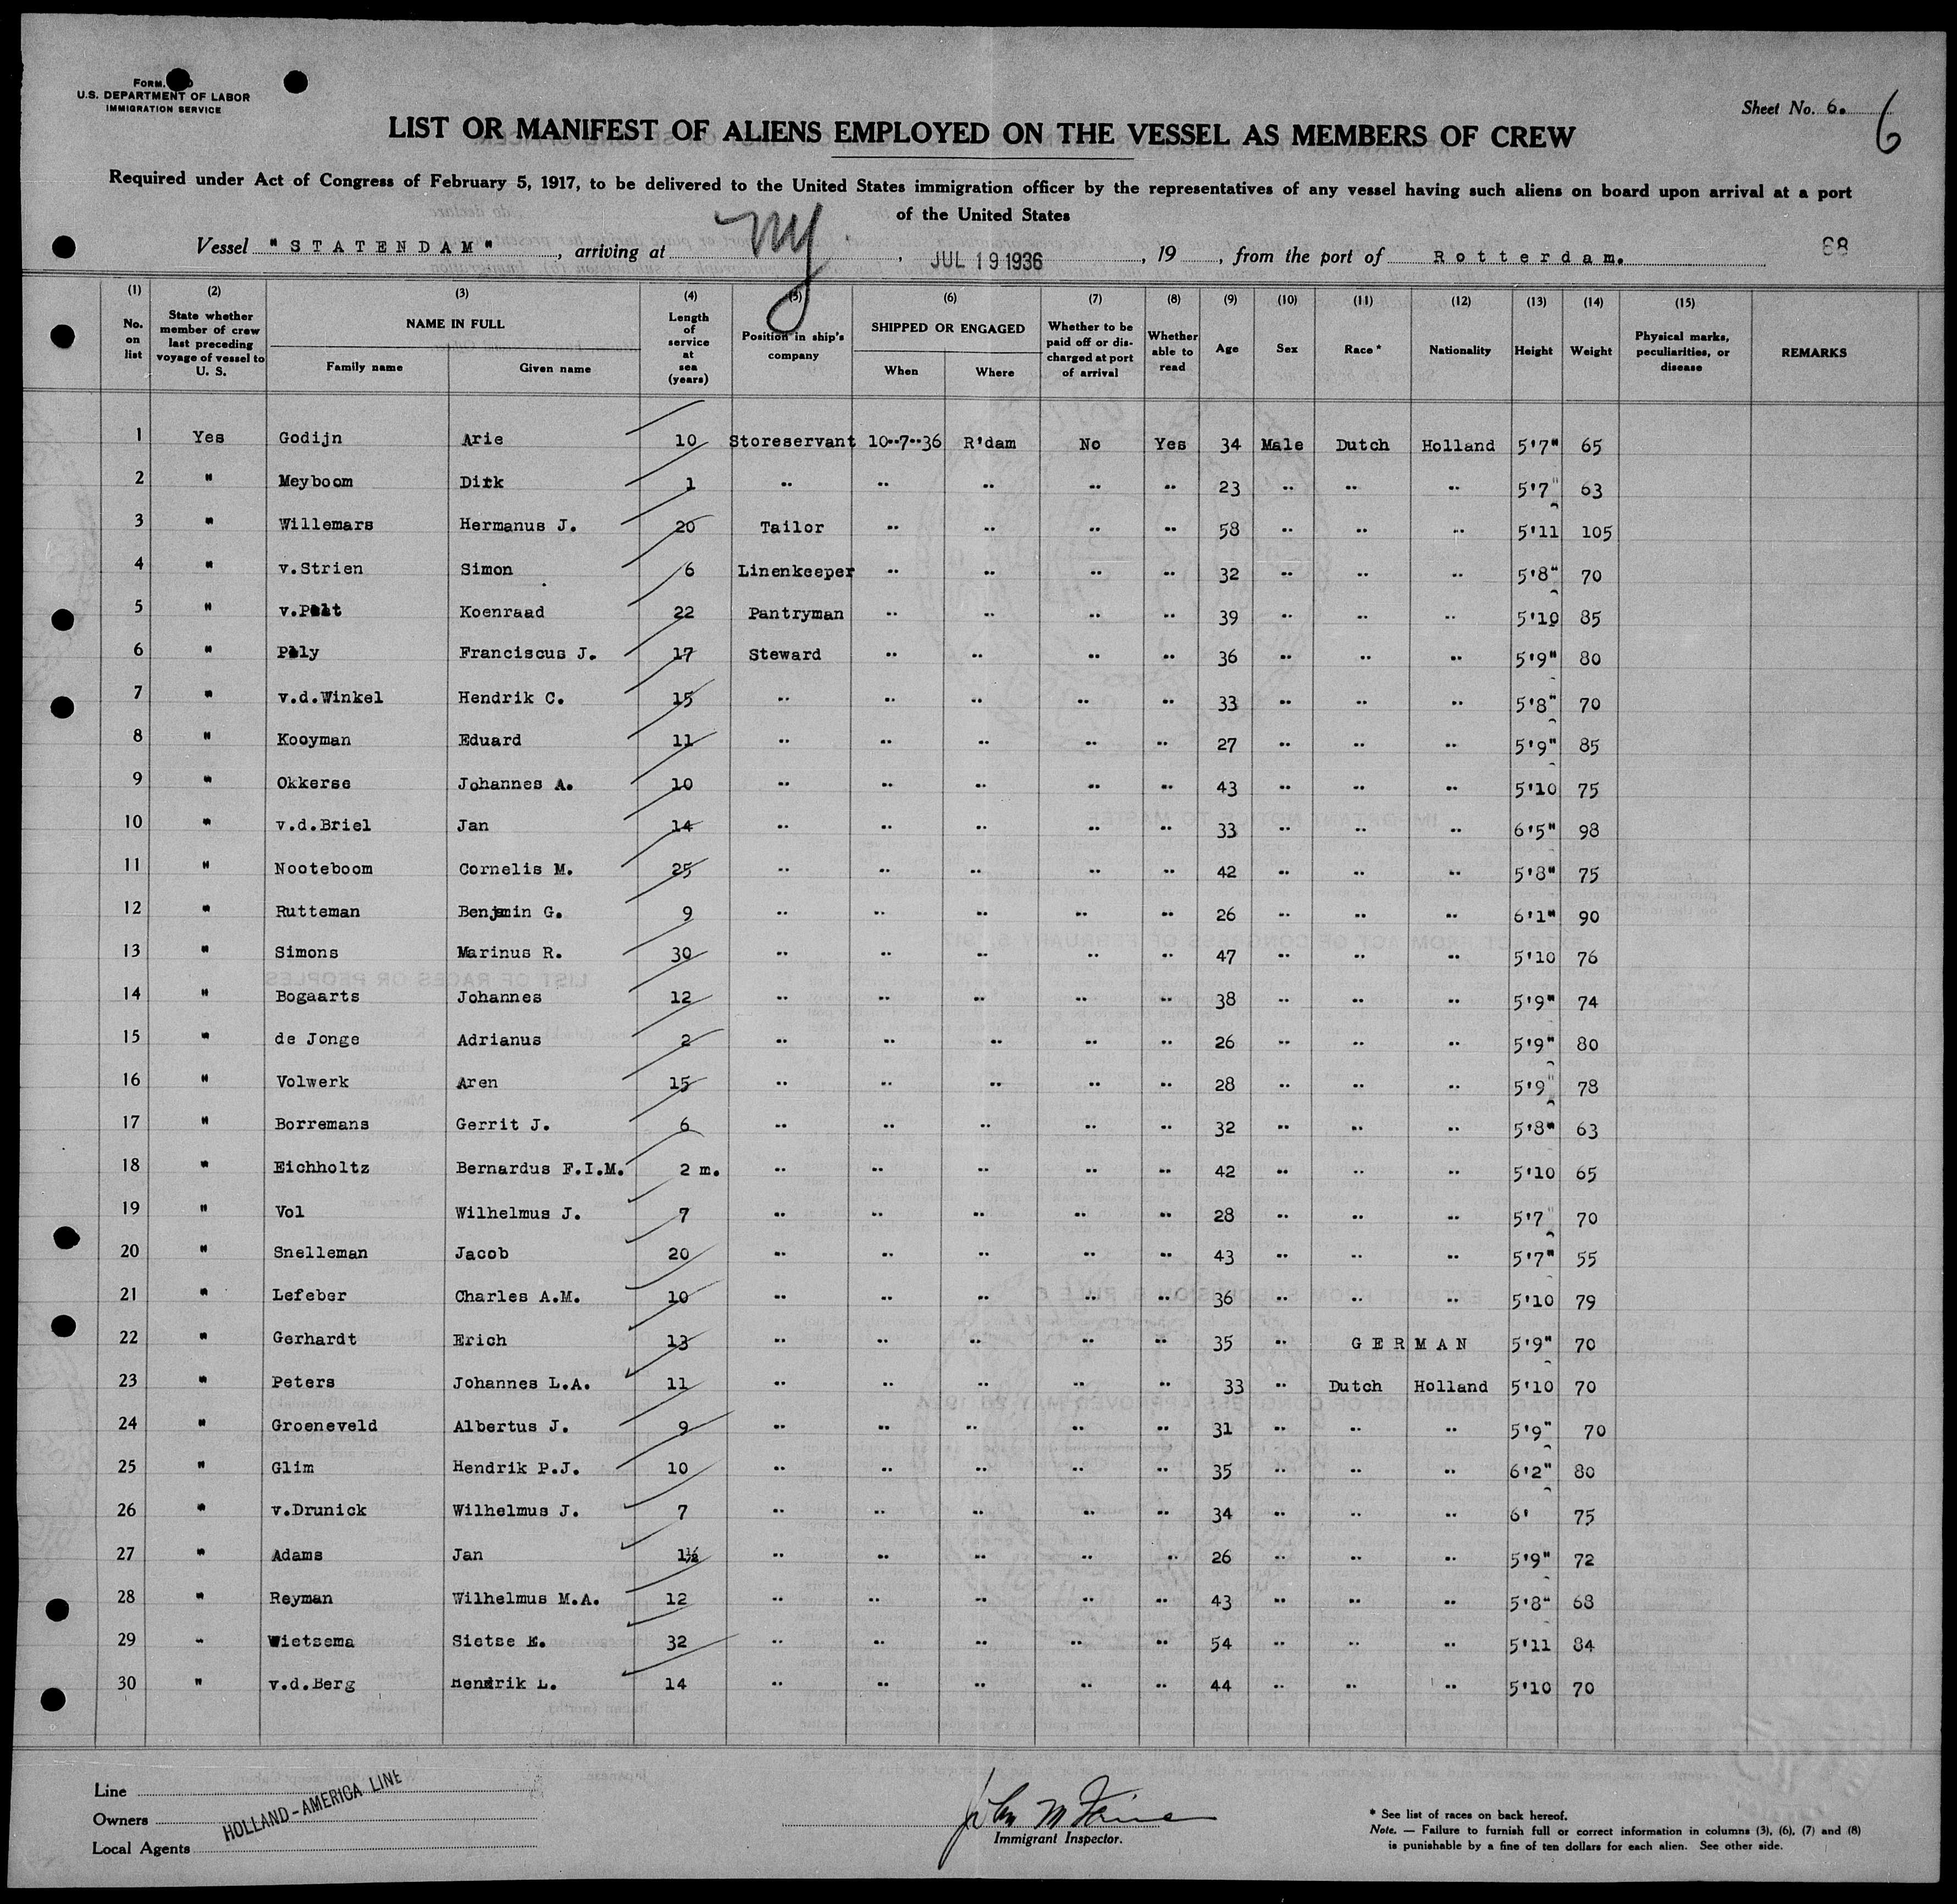 FORM.
U.S. DEPARTMENT OF LABOR
IMMIGRATION SERVICE
Sheet No. 6. 6
LIST OR MANIFEST OF ALIENS EMPLOYED ON THE VESSEL AS MEMBERS OF CREW
Required under Act of Congress of February 5, 1917, to be delivered to the United States immigration officer by the representatives of any vessel having such aliens on board upon arrival at a port
of the United States
Vessel "STATENDAM", arriving at NY, JUL 19 1936, 19, from the port of Rotterdam. 68
(1) (2) (3) (4) (5) (6) (7) (8) (9) (10) (11) (12) (13) (14) (15)
No. on list | State whether member of crew last preceding voyage of vessel to U. S. | NAME IN FULL | Length of service at sea (years) | Position in ship's company | SHIPPED OR ENGAGED | Whether to be paid off or discharged at port of arrival | Whether able to read | Age | Sex | Race * | Nationality | Height | Weight | Physical marks, peculiarities, or disease | REMARKS
Family name | Given name | When | Where
1 Yes Godijn Arie 10 Storeservant 10--7--36 R'dam No Yes 34 Male Dutch Holland 5'7" 65
2 " Meyboom Dirk 1 -- -- -- -- -- 23 -- -- -- 5'7" 63
3 " Willemars Hermanus J. 20 Tailor -- -- -- -- 58 -- -- -- 5'11 105
4 " v.Strien Simon 6 Linenkeeper -- -- -- -- 32 -- -- -- 5'8" 70
5 " Koenraad 22 Pantryman -- -- -- -- 39 -- -- -- 5'10 85
6 " Franciscus J. 17 Steward -- -- -- -- 36 -- -- -- 5'9" 80
7 " v.d.Winkel Hendrik C. 15 -- -- -- -- -- 33 -- -- -- 5'8" 70
8 " Kooyman Eduard 11 -- -- -- -- -- 27 -- -- -- 5'9" 85
9 " Okkerse Johannes A. 10 -- -- -- -- -- 43 -- -- -- 5'10 75
10 " v.d.Briel Jan 14 -- -- -- -- -- 33 -- -- -- 6'5" 98
11 " Nooteboom Cornelis M. 25 -- -- -- -- -- 42 -- -- -- 5'8" 75
12 " Rutteman Benjamin G. 9 -- -- -- -- -- 26 -- -- -- 6'1" 90
13 " Simons Marinus R. 30 -- -- -- -- -- 47 -- -- -- 5'10 76
14 " Bogaarts Johannes 12 -- -- -- -- -- 38 -- -- -- 5'9" 74
15 " de Jonge Adrianus 2 -- -- -- -- -- 26 -- -- -- 5'9" 80
16 " Volwerk Aren 15 -- -- -- -- -- 28 -- -- -- 5'9" 78
17 " Borremans Gerrit J. 6 -- -- -- -- -- 32 -- -- -- 5'8" 63
18 " Eichholtz Bernardus F.I.M. 2 m. -- -- -- -- -- 42 -- -- -- 5'10 65
19 " Vol Wilhelmus J. 7 -- -- -- -- -- 28 -- -- -- 5'7" 70
20 " Snelleman Jacob 20 -- -- -- -- -- 43 -- -- -- 5'7" 55
21 " Lefeber Charles A.M. 10 -- -- -- -- -- 36 -- -- -- 5'10 79
22 " Gerhardt Erich 13 -- -- -- -- -- 35 -- GERMAN 5'9" 70
23 " Peters Johannes L.A. 11 -- -- -- -- -- 33 -- Dutch Holland 5'10 70
24 " Groeneveld Albertus J. 9 -- -- -- -- -- 31 -- -- -- 5'9" 70
25 " Glim Hendrik P.J. 10 -- -- -- -- -- 35 -- -- -- 6'2" 80
26 " v.Drunick Wilhelmus J. 7 -- -- -- -- -- 34 -- -- -- 6' 75
27 " Adams Jan 1½ -- -- -- -- -- 26 -- -- -- 5'9" 72
28 " Reyman Wilhelmus M.A. 12 -- -- -- -- -- 43 -- -- -- 5'8" 68
29 " Wietsema Sietse E. 32 -- -- -- -- -- 54 -- -- -- 5'11 84
30 " v.d.Berg Hendrik L. 14 -- -- -- -- -- 44 -- -- -- 5'10 70
Line
Owners
Local Agents
HOLLAND-AMERICA LINE
John M
Immigrant Inspector.
* See list of races on back hereof.
Note. — Failure to furnish full or correct information in columns (3), (6), (7) and (8)
is punishable by a fine of ten dollars for each alien. See other side.